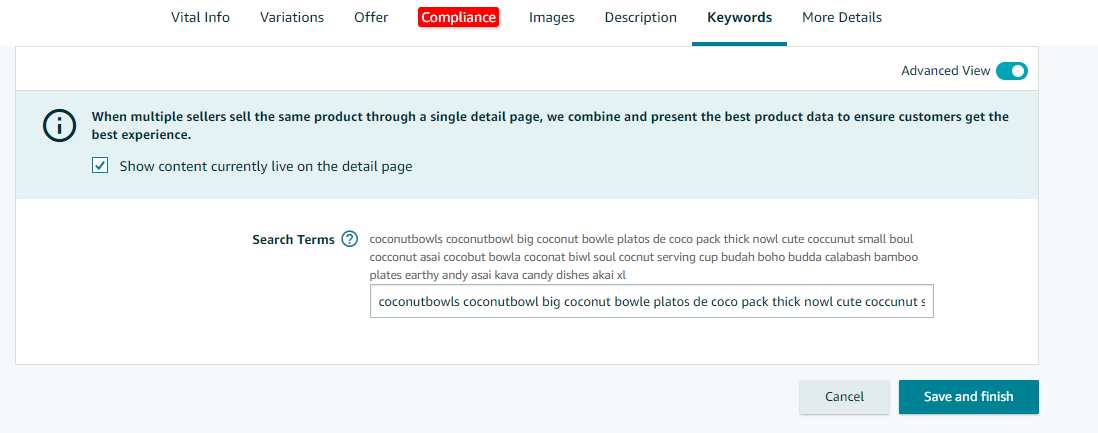 Vital Info Variations Offer Compliance Images Description Keywords More Details
Advanced View
When multiple sellers sell the same product through a single detail page, we combine and present the best product data to ensure customers get the
best experience.
Show content currently live on the detail page
Search Terms
coconutbowls coconutbowl big coconut bowle platos de coco pack thick nowl cute coccunut small boul
cocconut asai cocobut bowla coconat biwl soul cocnut serving cup budah boho budda calabash bamboo
plates earthy andy asai kava candy dishes akai xl
coconutbowls coconutbowl big coconut bowle platos de coco pack thick nowl cute coccunut s
Cancel Save and finish